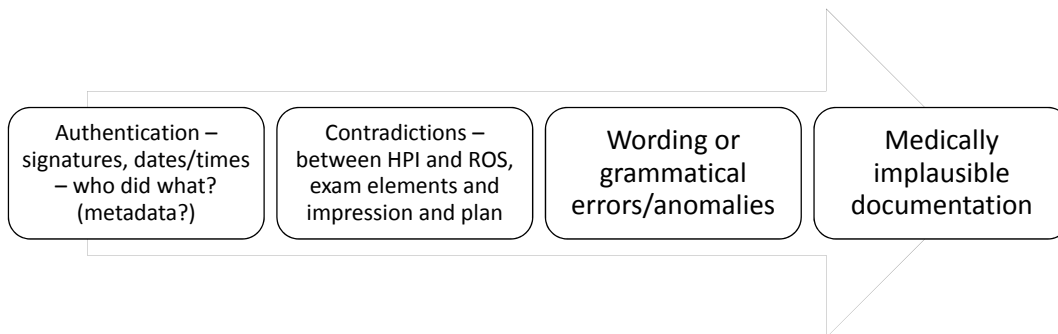 Authentication –
signatures, dates/times
– who did what?
(metadata?)
Contradictions –
between HPI and ROS,
exam elements and
impression and plan
Wording or
grammatical
errors/anomalies
Medically
implausible
documentation